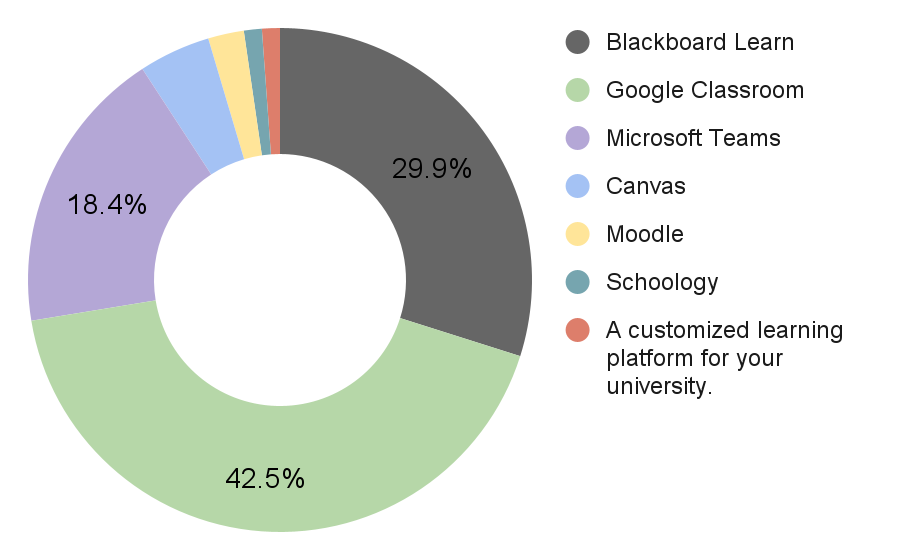 Blackboard Learn
Google Classroom
29.9%
Microsoft Teams
18.4%
Canvas
Moodle
Schoology
A customized learning
platform for your
university.
42.5%